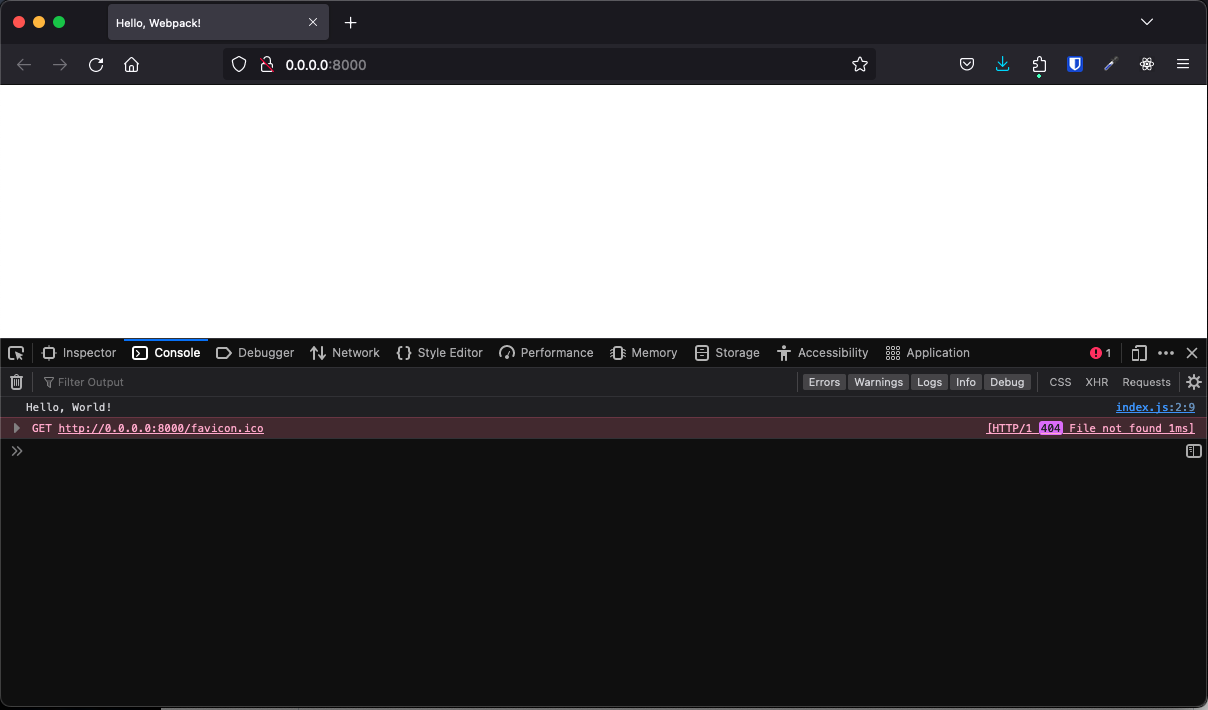 Hello, Webpack!
0.0.0.0:8000
Inspector Console Debugger Network Style Editor Performance Memory Storage Accessibility Application 1
Filter Output Errors Warnings Logs Info Debug CSS XHR Requests
Hello, World! index.js:2:9
GET http://0.0.0.0:8000/favicon.ico [HTTP/1 404 File not found 1ms]